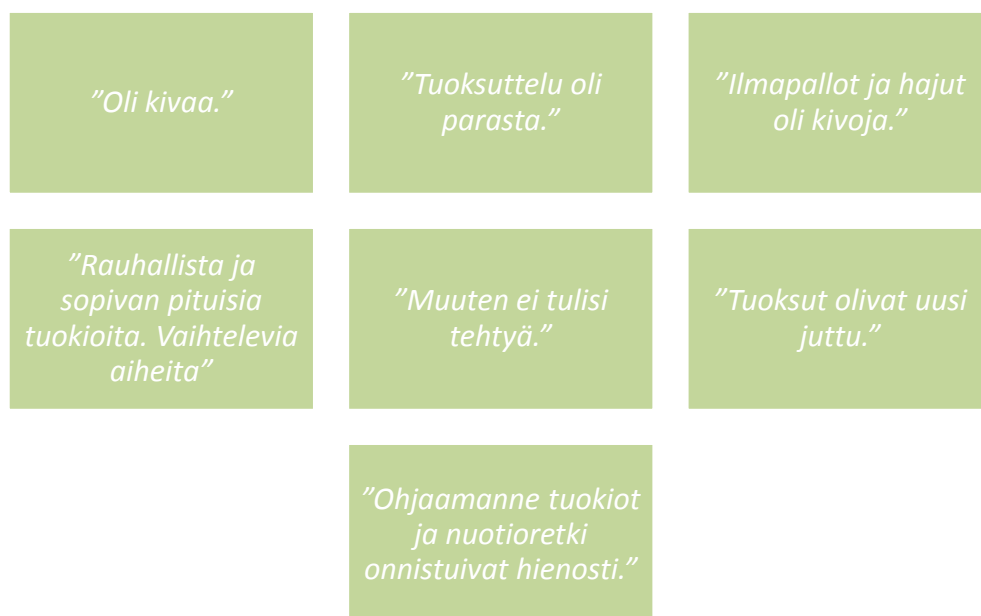 ”Oli kivaa.”
”Tuoksuttelu oli
parasta.”
”Ilmapallot ja hajut
oli kivoja.”
”Rauhallista ja
sopivan pituisia
tuokioita. Vaihtelevia
aiheita”
”Muuten ei tulisi
tehtyä.”
”Tuoksut olivat uusi
juttu.”
”Ohjaamanne tuokiot
ja nuotioretki
onnistuivat hienosti.”